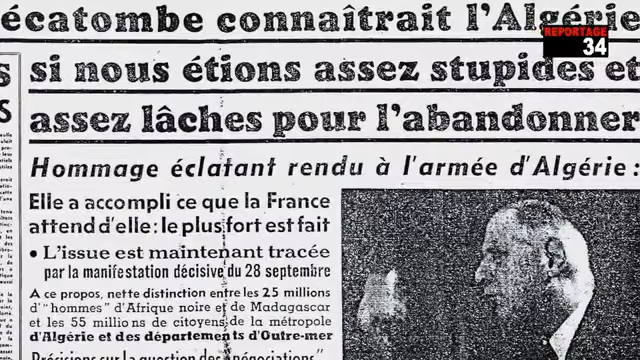 écatombe connaîtrait l'Algérie
REPORTAGE
34
si nous étions assez stupides et
assez lâches pour l'abandonner
Hommage éclatant rendu à l'armée d'Algérie :
Elle a accompli ce que la France
attend d'elle : le plus fort est fait
• L'issue est maintenant tracée
par la manifestation décisive du 28 septembre
A ce propos, nette distinction entre les 25 millions
d'"hommes" d'Afrique noire et de Madagascar
et les 55 millions de citoyens de la métropole
d'Algérie et des départements d'Outre-mer
Précisions sur la question des négociations"